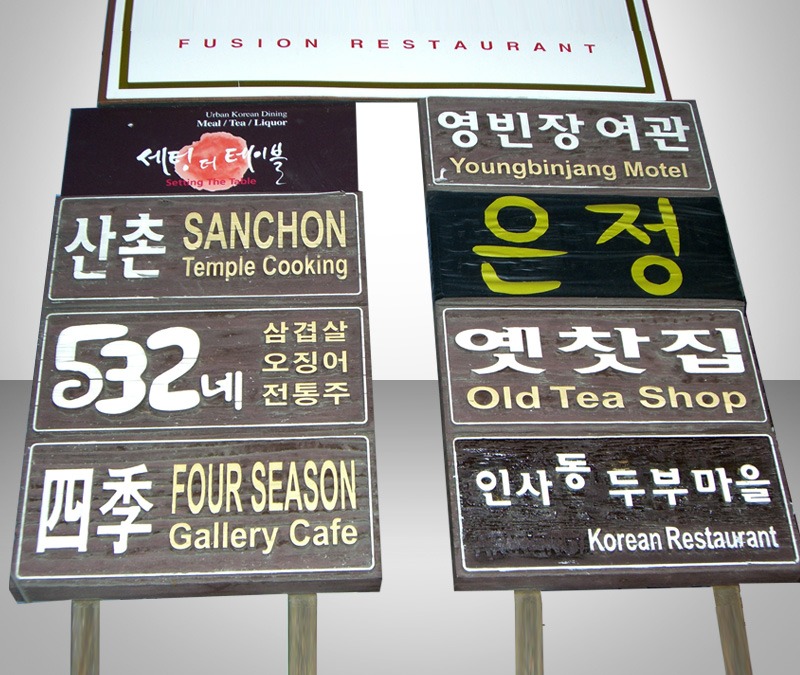 FUSION RESTAURANT
Urban Korean Dining
Meal / Tea / Liquor
세팅 더 테이블
Setting The Table
산촌
SANCHON
Temple Cooking
532네
삼겹살
오징어
전통주
四季
FOUR SEASON
Gallery Cafe
영빈장 여관
Youngbinjang Motel
은정
옛찻집
Old Tea Shop
인사동 두부마을
Korean Restaurant